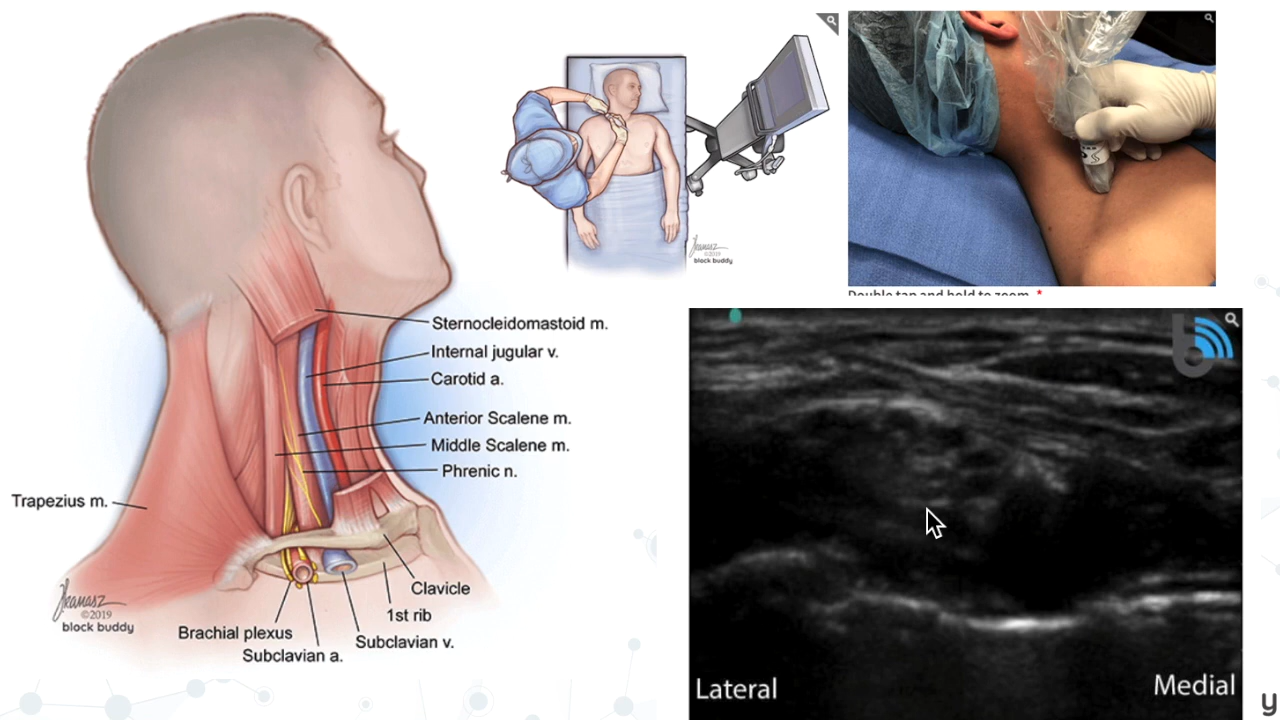 Sternocleidomastoid m.
Internal jugular v.
Carotid a.
Anterior Scalene m.
Middle Scalene m.
Phrenic n.
Trapezius m.
Clavicle
1st rib
Subclavian v.
Brachial plexus
Subclavian a.
©2019
block buddy
©2019
block buddy
Double tap and hold to zoom *
Lateral
Medial
y